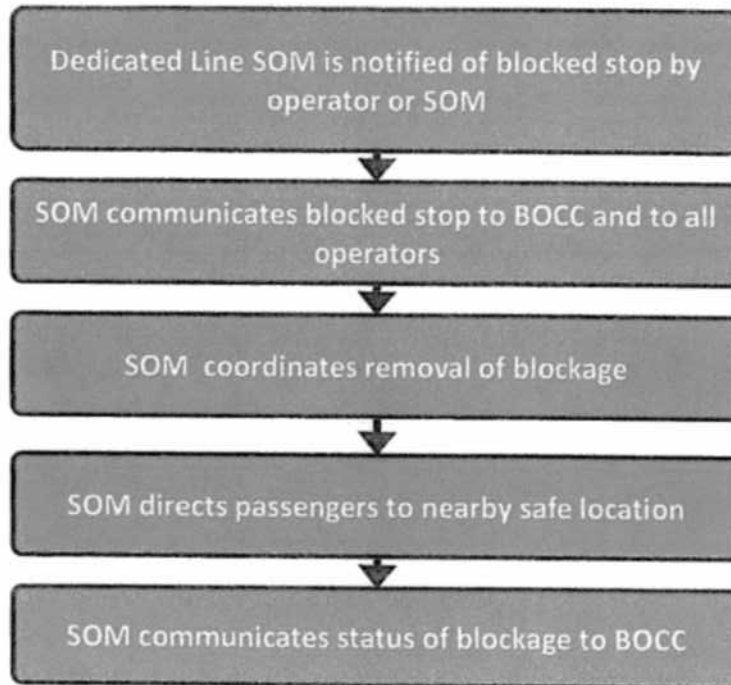 Dedicated Line SOM is notified of blocked stop by
operator or SOM
SOM communicates blocked stop to BOCC and to all
operators
SOM coordinates removal of blockage
SOM directs passengers to nearby safe location
SOM communicates status of blockage to BOCC